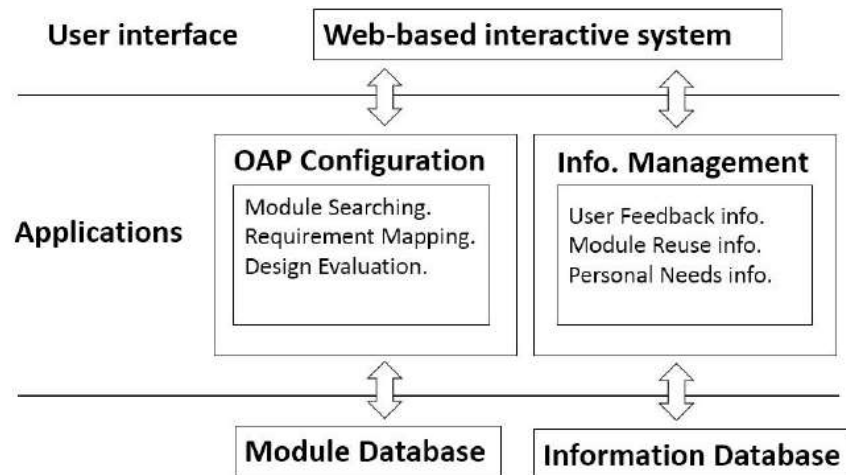 User interface
Web-based interactive system
Applications
OAP Configuration
Module Searching.
Requirement Mapping.
Design Evaluation.
Info. Management
User Feedback info.
Module Reuse info.
Personal Needs info.
Module Database
Information Database